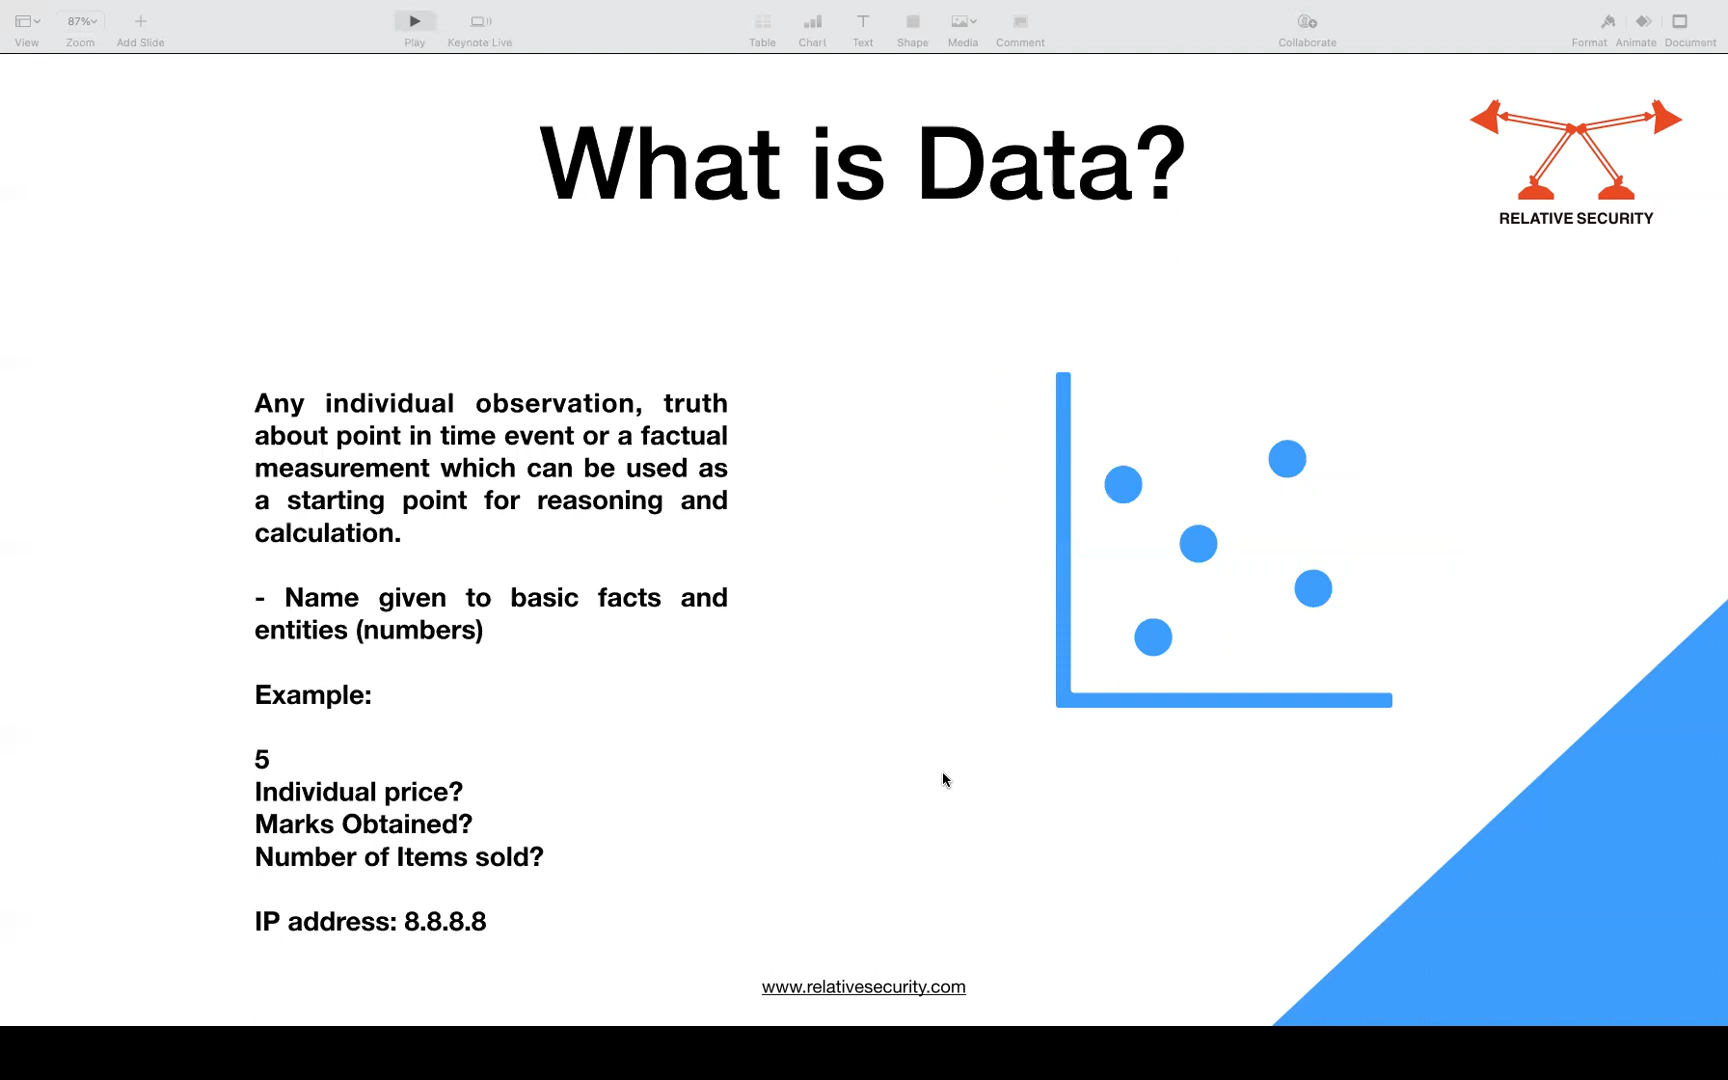 87%
View
Zoom
Add Slide
Play
Keynote Live
Table
Chart
Text
Shape
Media
Comment
Collaborate
Format
Animate
Document
What is Data?
RELATIVE SECURITY
Any individual observation, truth
about point in time event or a factual
measurement which can be used as
a starting point for reasoning and
calculation.
- Name given to basic facts and
entities (numbers)
Example:
5
Individual price?
Marks Obtained?
Number of Items sold?
IP address: 8.8.8.8
www.relativesecurity.com